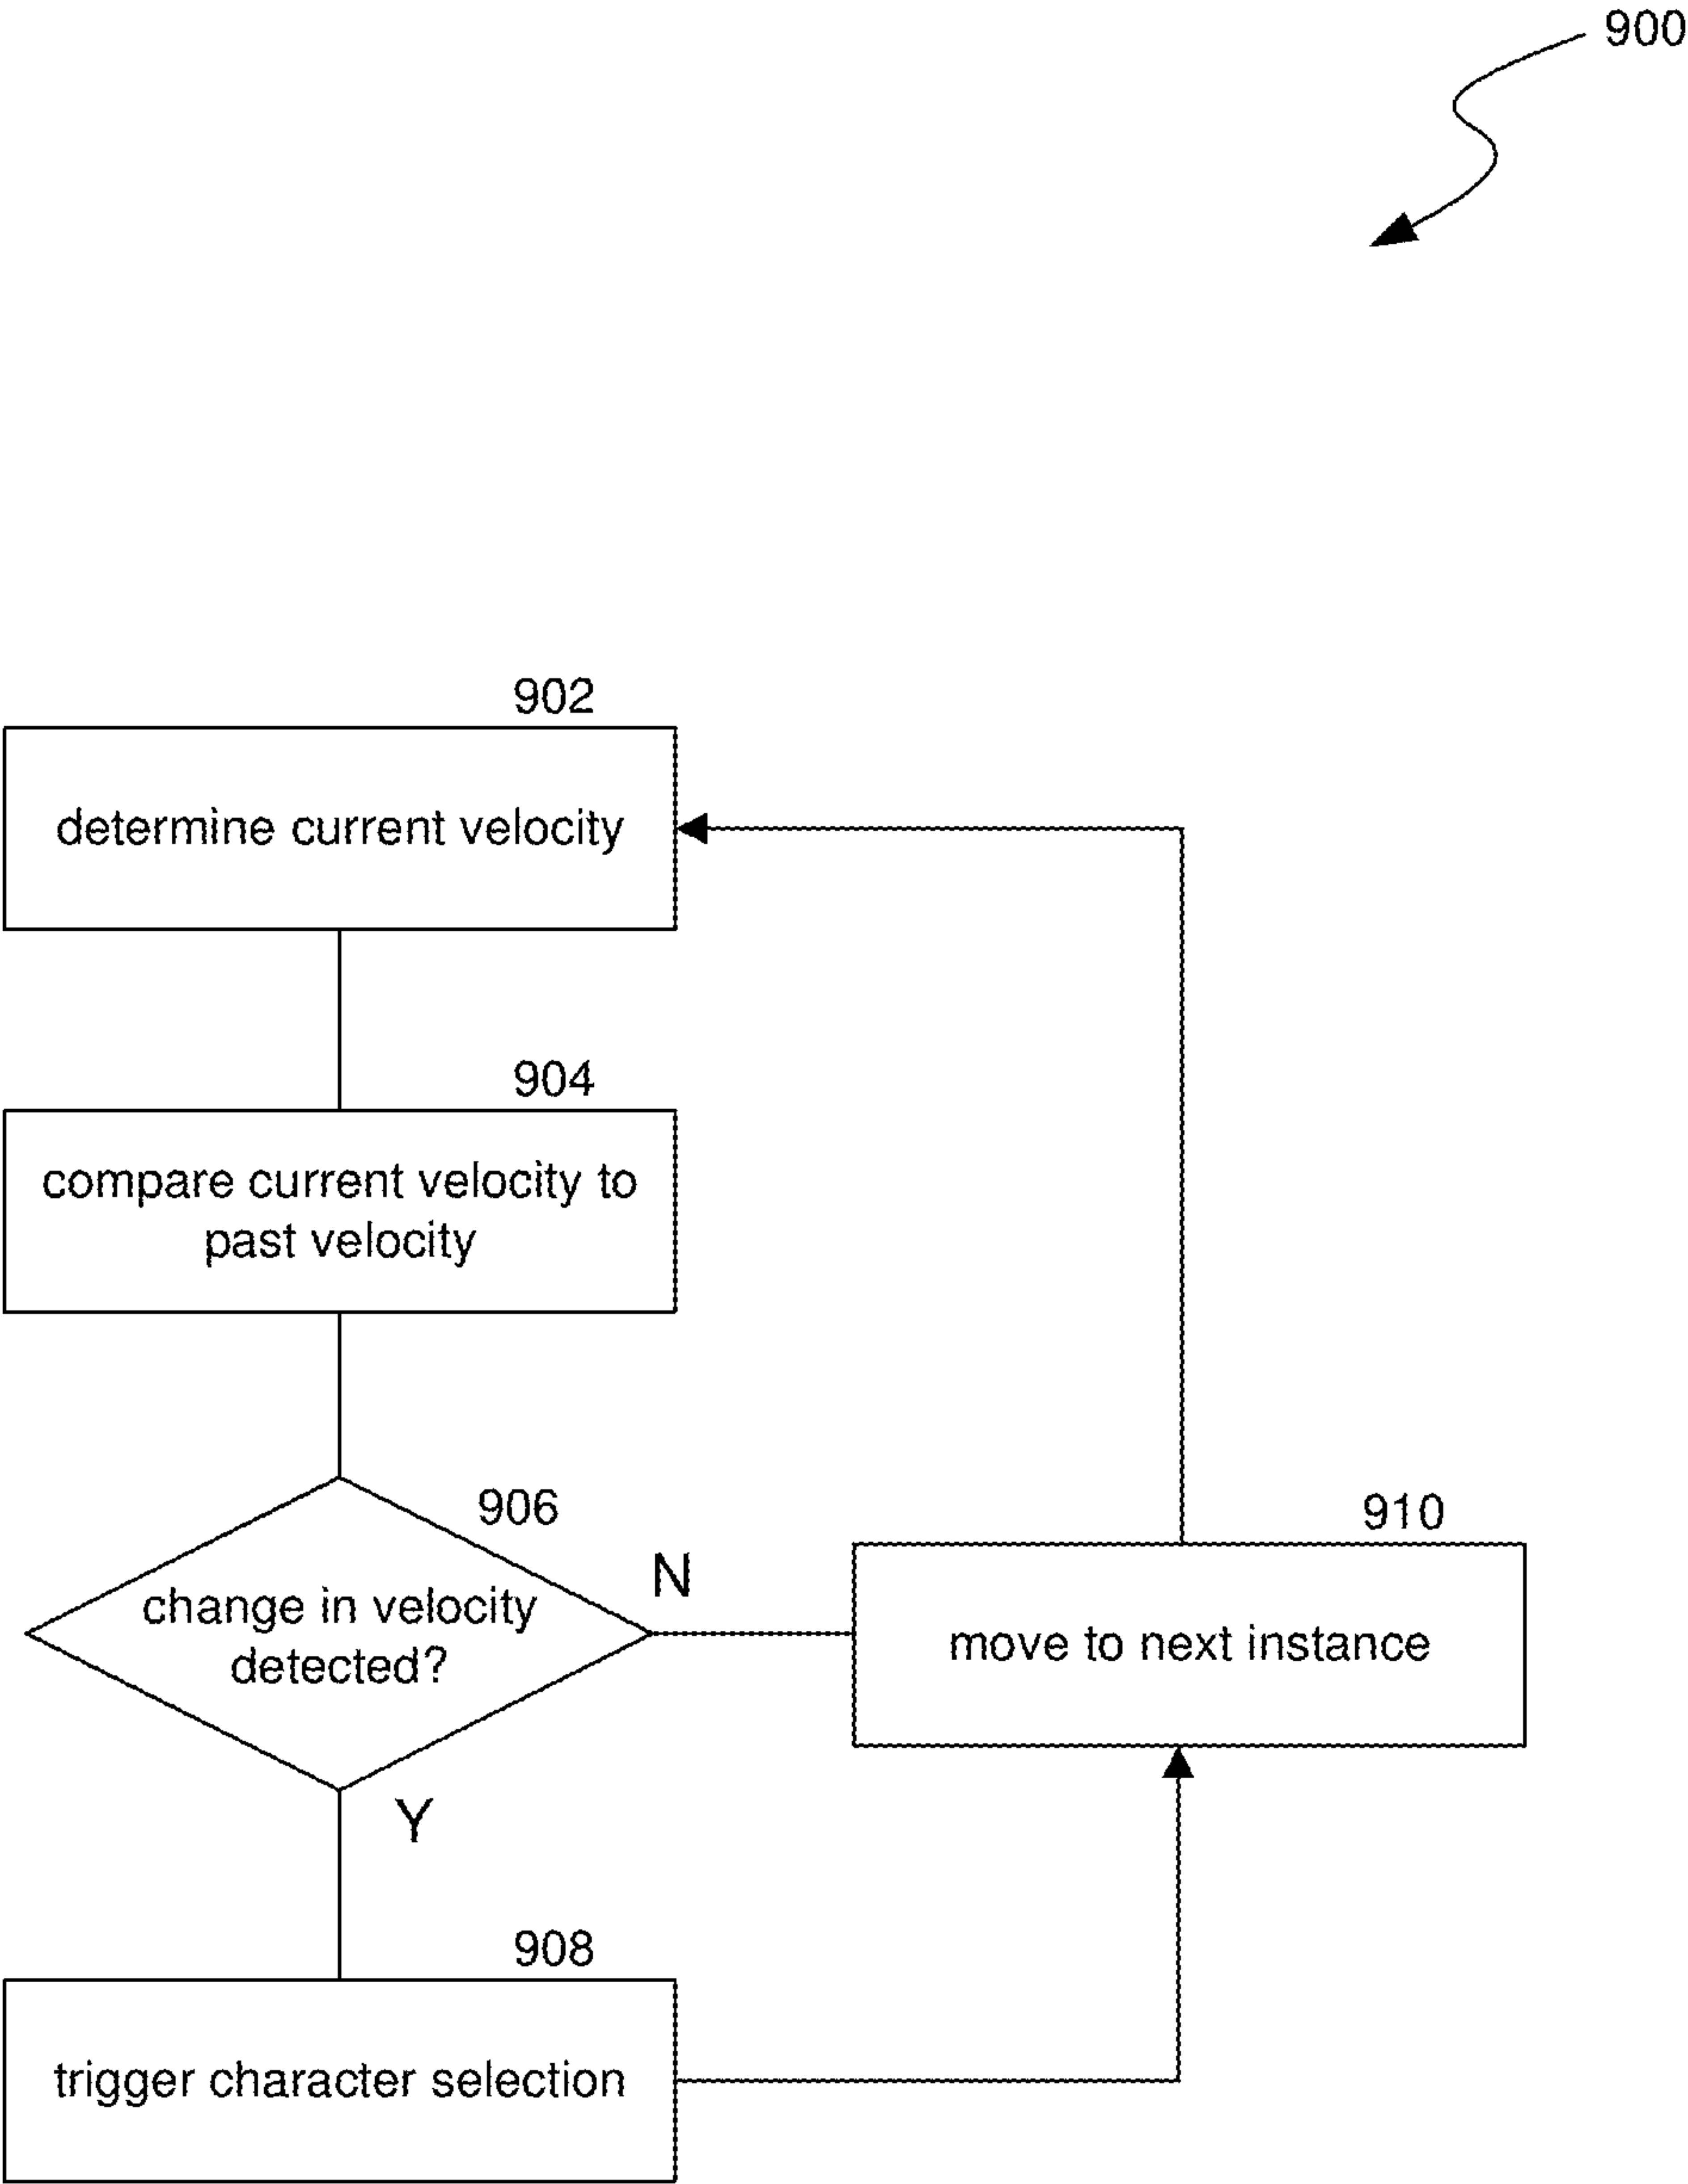 900
902
determine current velocity
904
compare current velocity to
past velocity
906
change in velocity
detected?
N
910
move to next instance
Y
908
trigger character selection